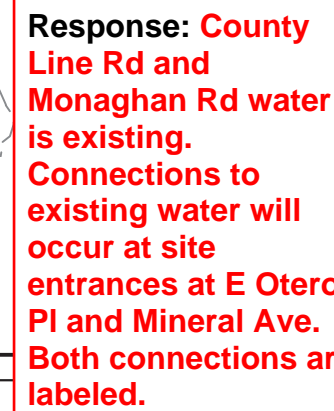 Response: County
Line Rd and
Monaghan Rd water
is existing.
Connections to
existing water will
occur at site
entrances at E Otero
Pl and Mineral Ave.
Both connections ar
labeled.